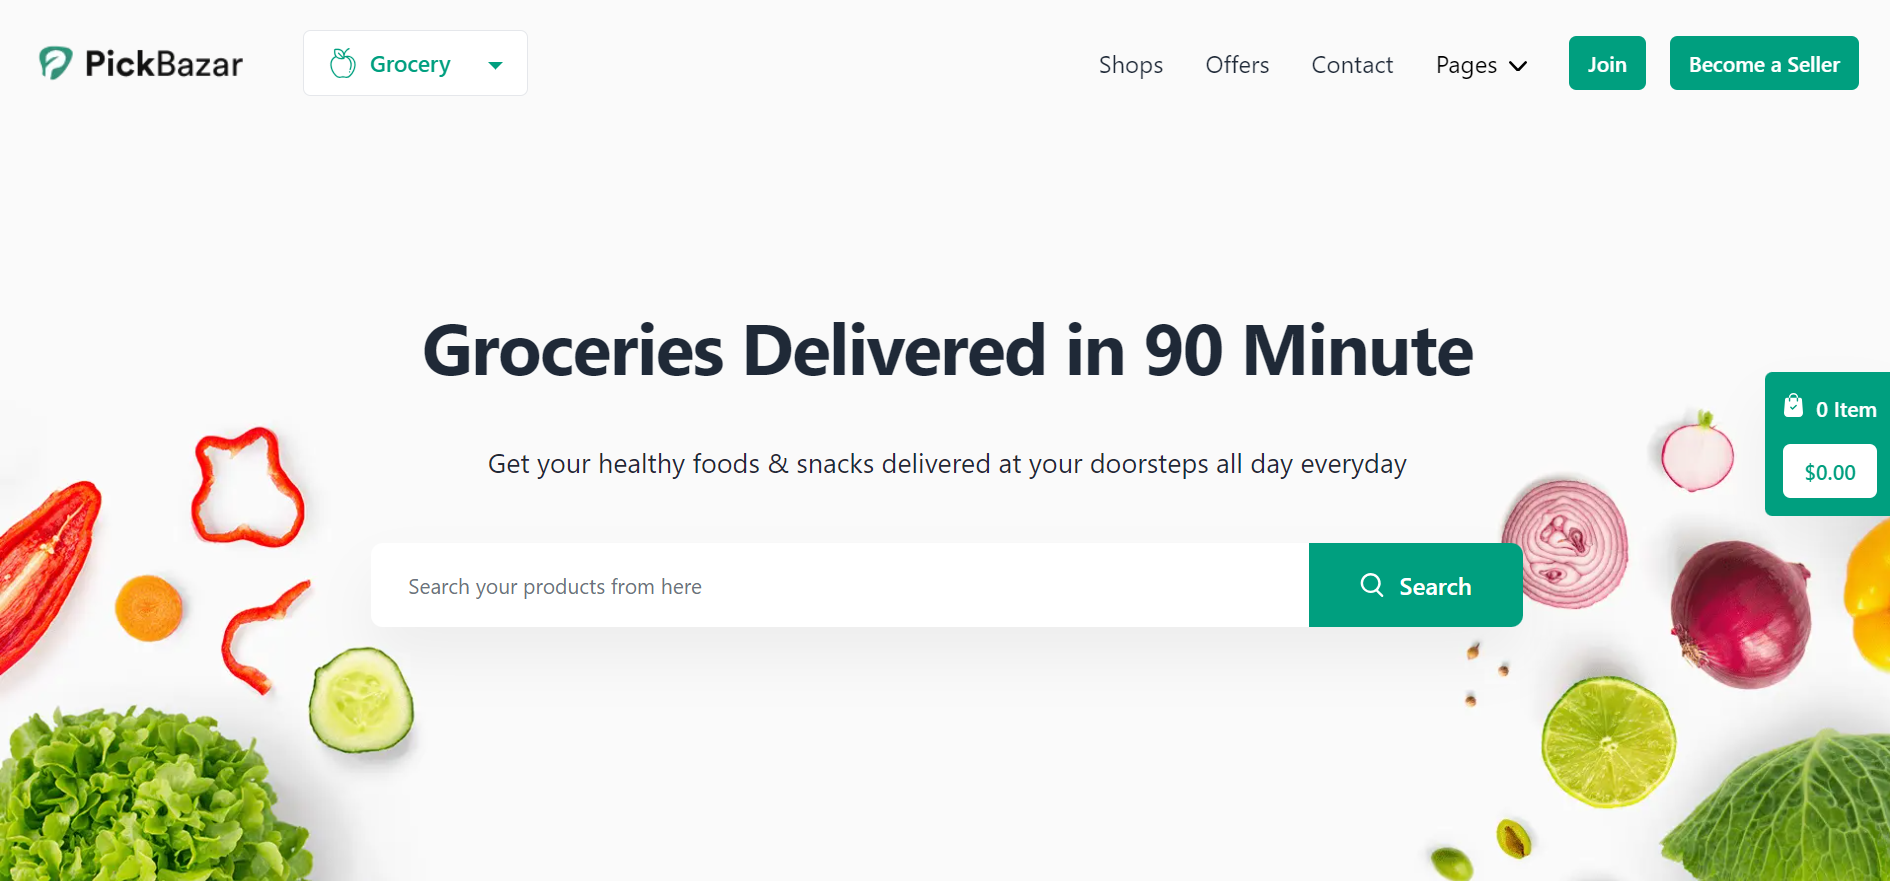 PickBazar
Grocery
Shops
Offers
Contact
Pages
Join
Become a Seller
Groceries Delivered in 90 Minute
0 Item
$0.00
Get your healthy foods & snacks delivered at your doorsteps all day everyday
Search your products from here
Search